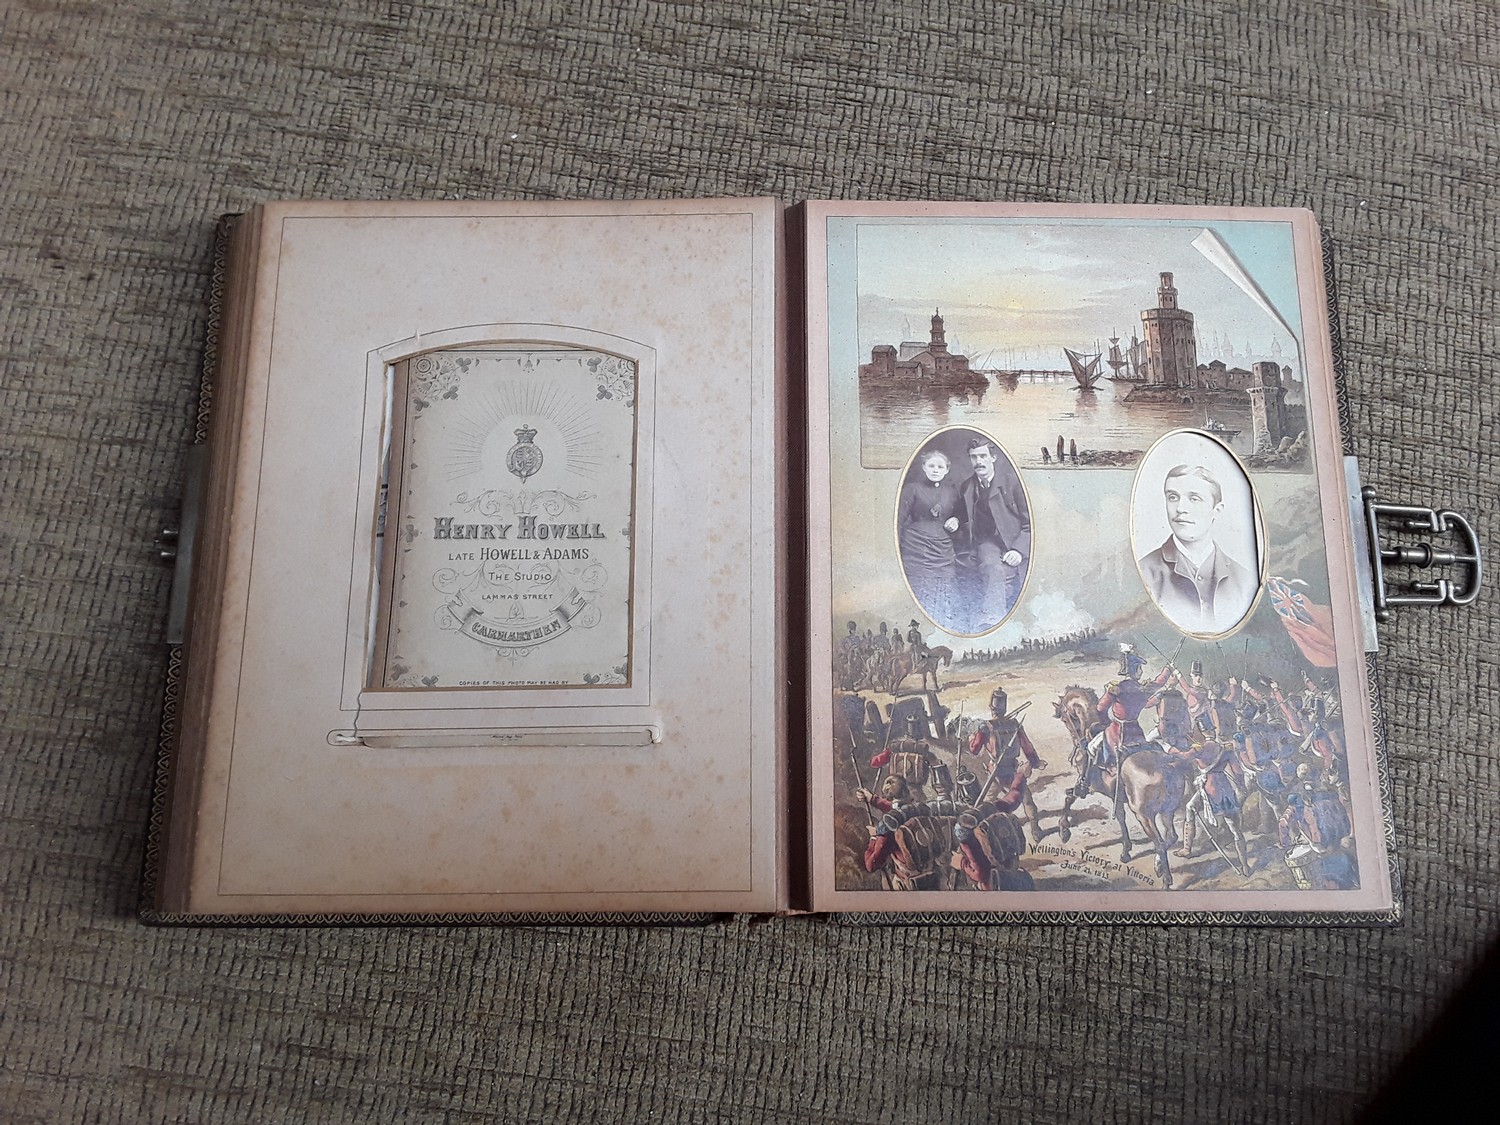 HENRY HOWELL
LATE HOWELL & ADAMS
THE STUDIO
LAMMAS STREET
CARMARTHEN
COPIES OF THIS PHOTO MAY BE HAD BY
Wellington's Victory at Vittoria
June 21. 1813
12